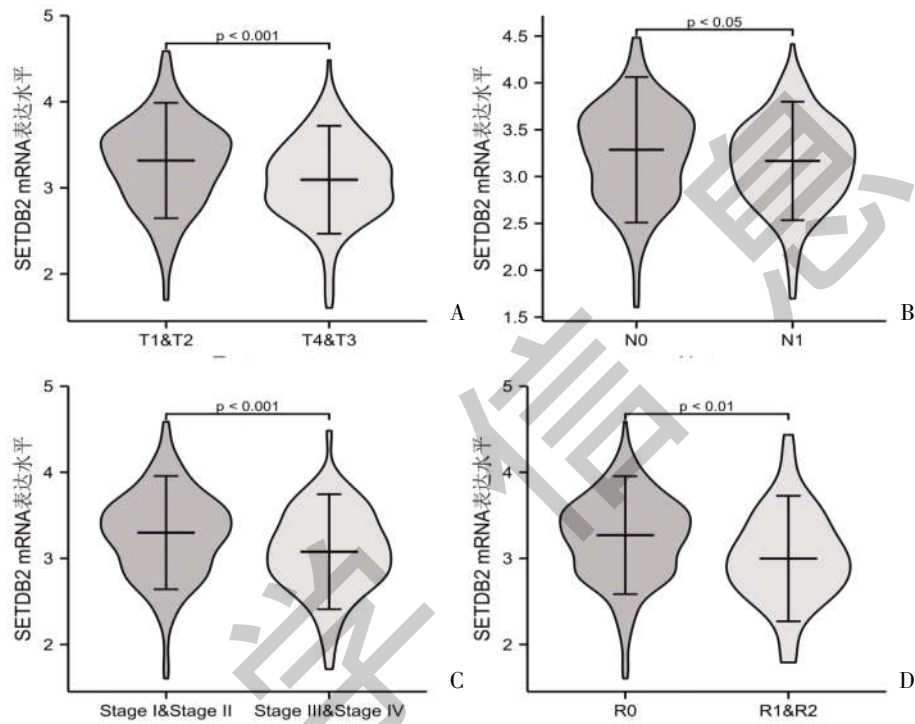 5
4
3
2
SETDB2 mRNA表达水平
p < 0.001
T1&T2
T4&T3
A
4.5
4.0
3.5
3.0
2.5
2.0
1.5
SETDB2 mRNA表达水平
p < 0.05
N0
N1
B
5
4
3
2
SETDB2 mRNA表达水平
p < 0.001
Stage I&Stage II
Stage III&Stage IV
C
5
4
3
2
SETDB2 mRNA表达水平
p < 0.01
R0
R1&R2
D
学信息